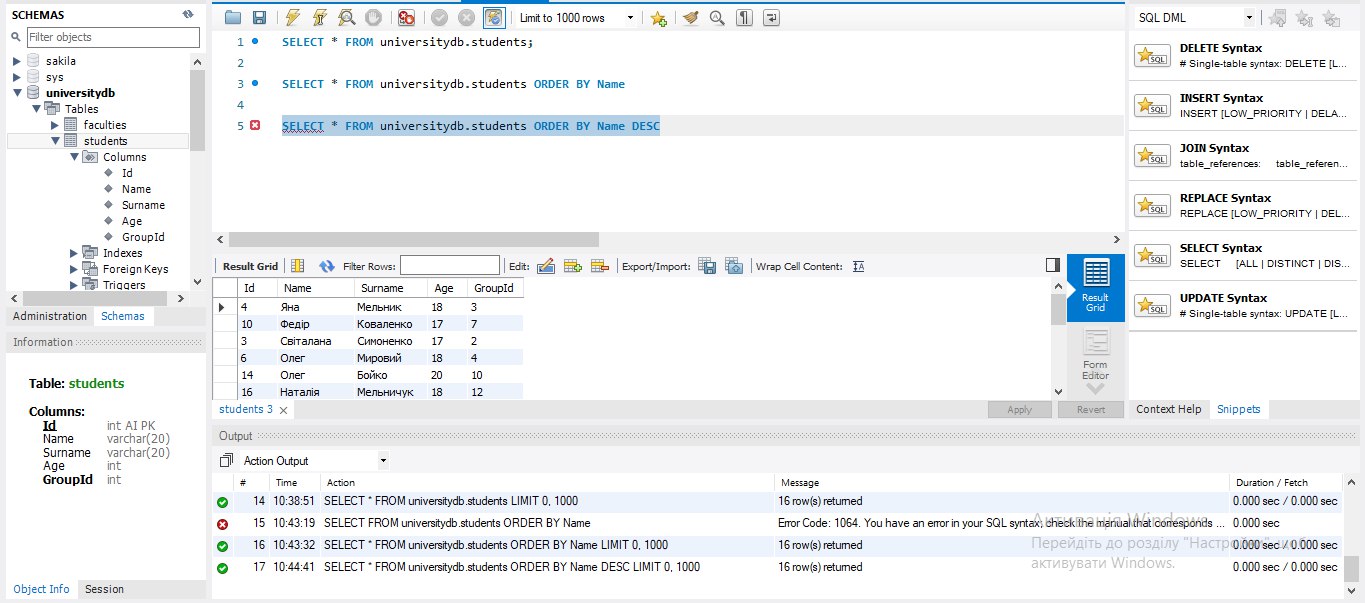 SCHEMAS
Filter objects
sakila
sys
universitydb
Tables
faculties
students
Columns
Id
Name
Surname
Age
GroupId
Indexes
Foreign Keys
Triggers
Administration Schemas
Information
Table: students
Columns:
Id int AI PK
Name varchar(20)
Surname varchar(20)
Age int
GroupId int
Object Info Session
Limit to 1000 rows
1 SELECT * FROM universitydb.students;
2
3 SELECT * FROM universitydb.students ORDER BY Name
4
5 SELECT * FROM universitydb.students ORDER BY Name DESC
Result Grid Filter Rows: Edit: Export/Import: Wrap Cell Content:
Id Name Surname Age GroupId
4 Яна Мельник 18 3
10 Федір Коваленко 17 7
3 Світалана Симоненко 17 2
6 Олег Мировий 18 4
14 Олег Бойко 20 10
16 Наталія Мельничук 18 12
Result
Grid
Form
Editor
students 3 Apply Revert
Output
Action Output
# Time Action Message Duration / Fetch
14 10:38:51 SELECT * FROM universitydb.students LIMIT 0, 1000 16 row(s) returned 0.000 sec / 0.000 sec
15 10:43:19 SELECT FROM universitydb.students ORDER BY Name Error Code: 1064. You have an error in your SQL syntax; check the manual that corresponds ... 0.000 sec
16 10:43:32 SELECT * FROM universitydb.students ORDER BY Name LIMIT 0, 1000 16 row(s) returned 0.000 sec / 0.000 sec
17 10:44:41 SELECT * FROM universitydb.students ORDER BY Name DESC LIMIT 0, 1000 16 row(s) returned 0.000 sec / 0.000 sec
Активація Windows
Перейдіть до розділу "Настройки", щоб
активувати Windows.
SQL DML
DELETE Syntax
# Single-table syntax: DELETE [L...
INSERT Syntax
INSERT [LOW_PRIORITY | DELA...
JOIN Syntax
table_references: table_referen...
REPLACE Syntax
REPLACE [LOW_PRIORITY | DEL...
SELECT Syntax
SELECT [ALL | DISTINCT | DIS...
UPDATE Syntax
# Single-table syntax: UPDATE [L...
Context Help Snippets